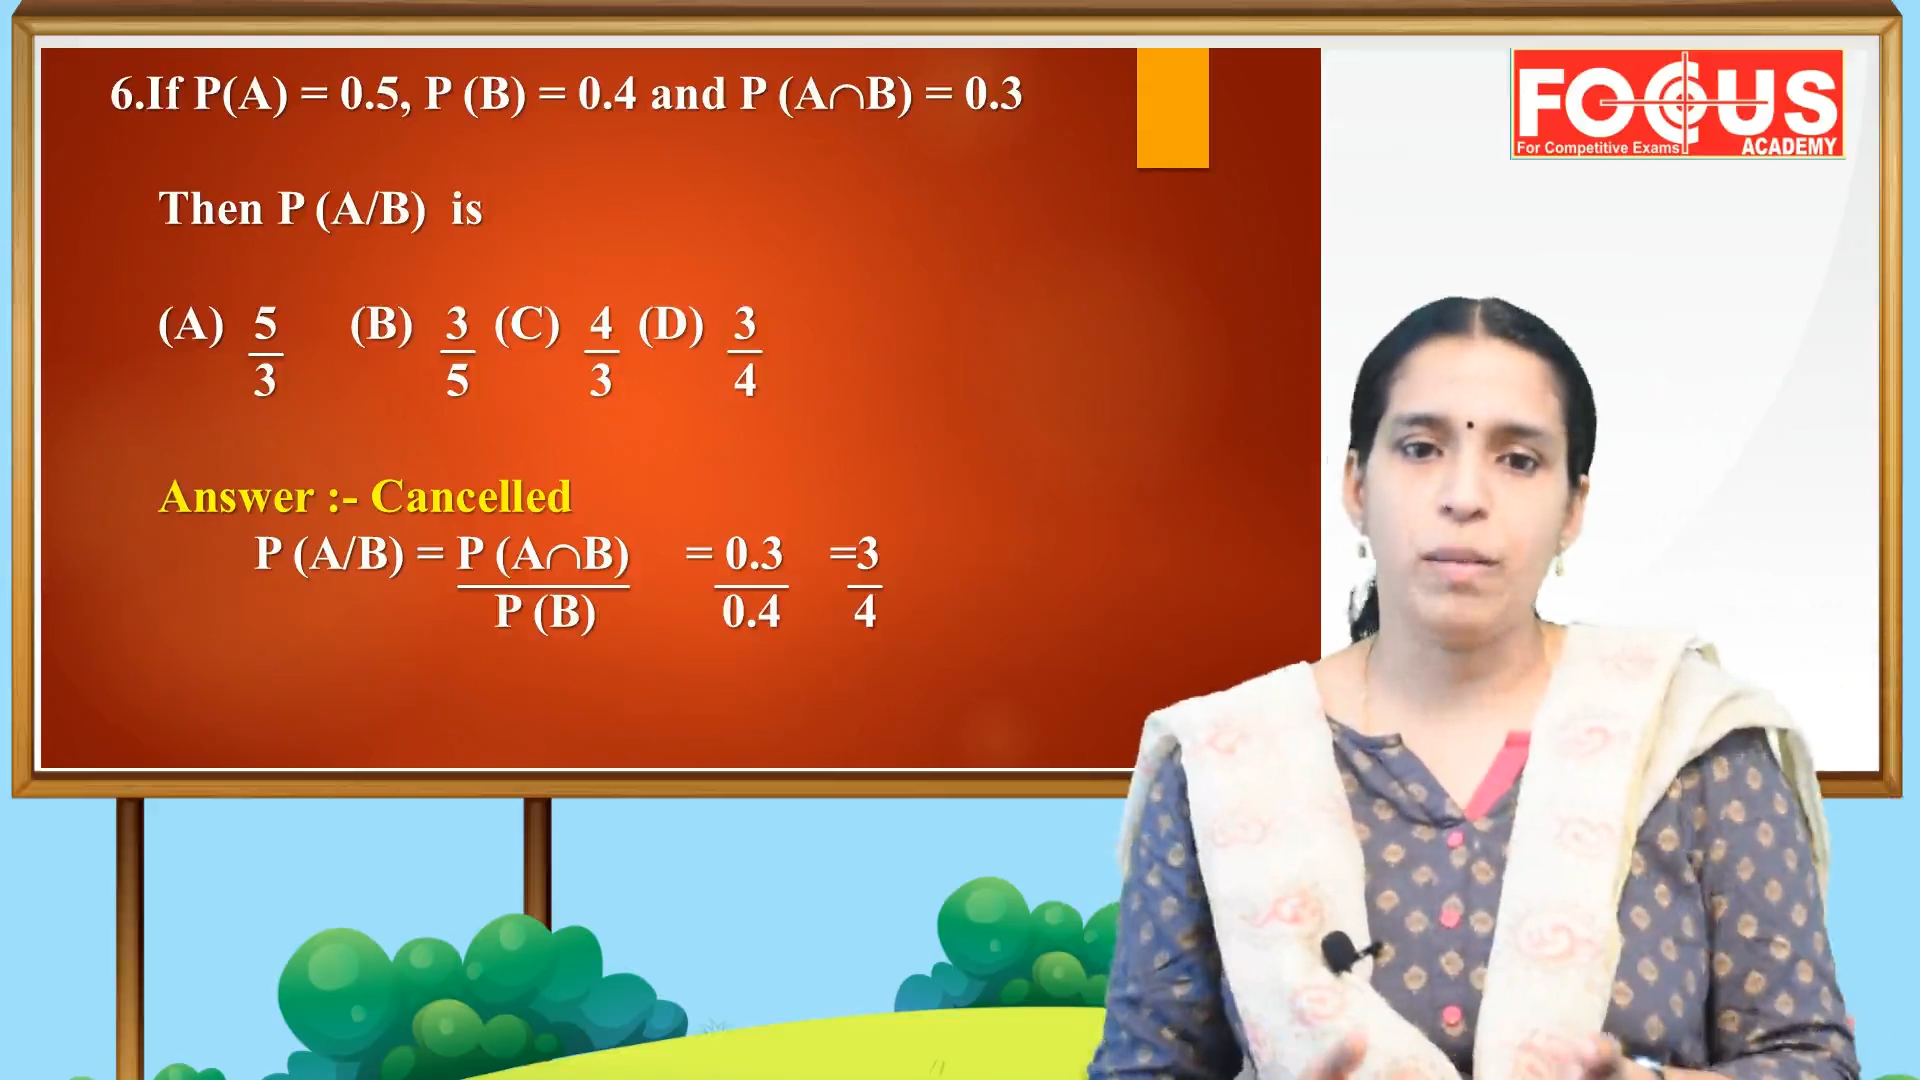 6.If P(A) = 0.5, P (B) = 0.4 and P (A∩B) = 0.3
FOCUS
For Competitive Exams
ACADEMY
Then P (A/B) is
(A) 5/3 (B) 3/5 (C) 4/3 (D) 3/4
Answer :- Cancelled
P (A/B) = P (A∩B)/P (B) = 0.3/0.4 =3/4